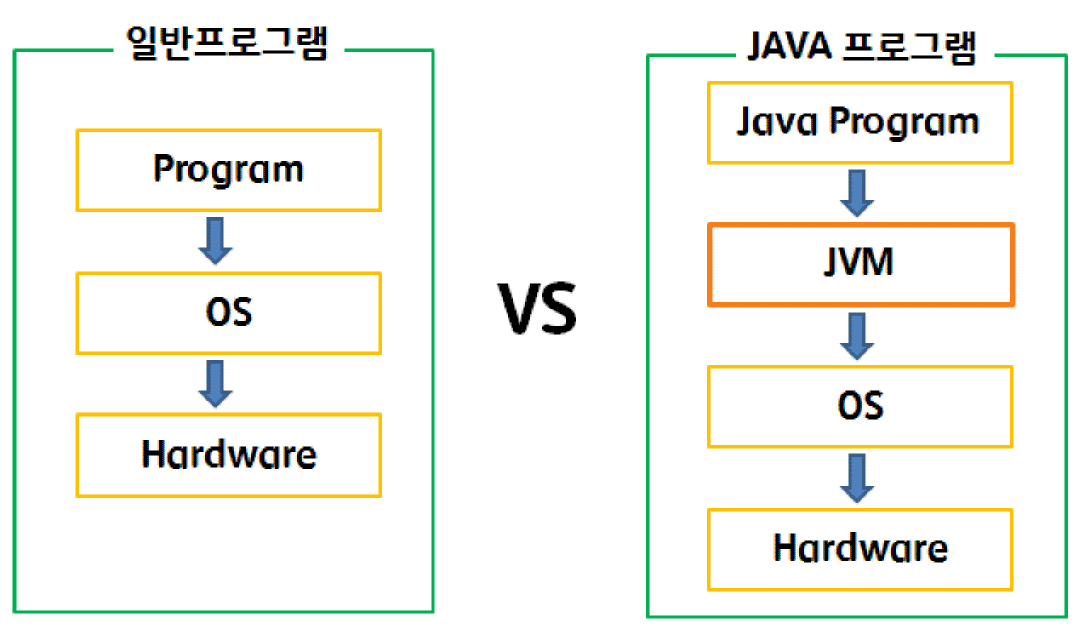 일반프로그램
Program
OS
Hardware
VS
JAVA 프로그램
Java Program
JVM
OS
Hardware